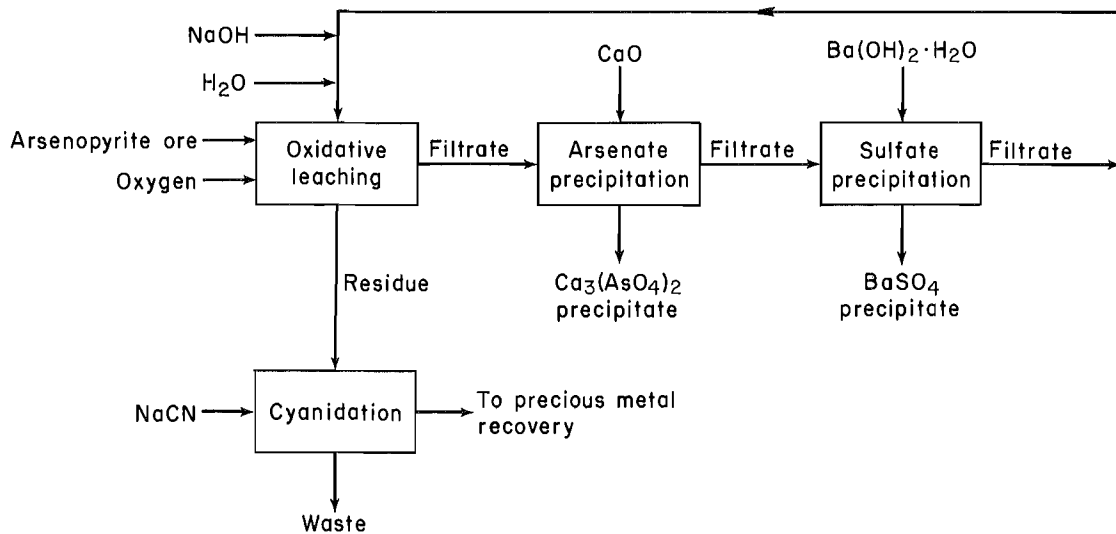 NaOH
H2O
CaO
Ba(OH)2·H2O
Arsenopyrite ore
Oxygen
Oxidative
leaching
Filtrate
Arsenate
precipitation
Filtrate
Sulfate
precipitation
Filtrate
Residue
Ca3(AsO4)2
precipitate
BaSO4
precipitate
NaCN
Cyanidation
To precious metal
recovery
Waste